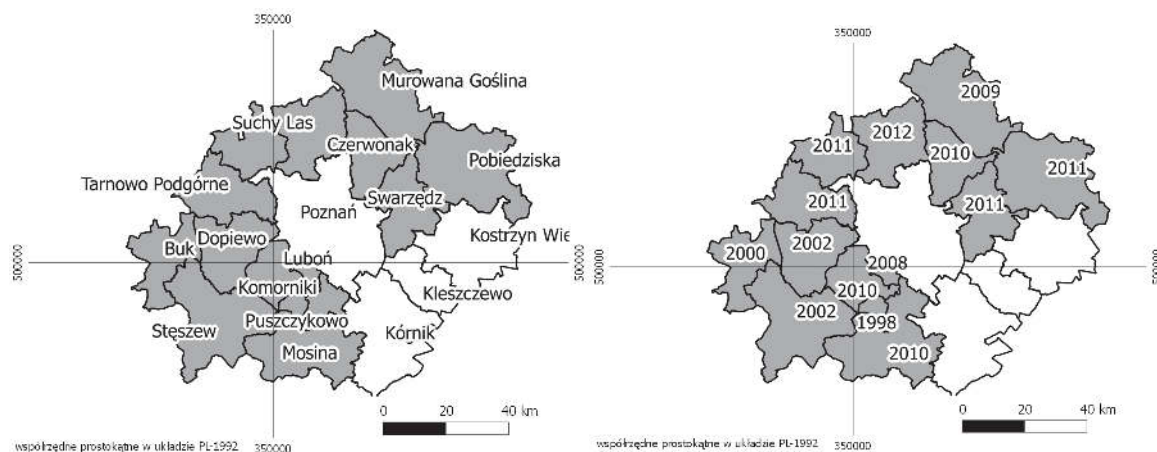 350000
Murowana Goślina
Suchy Las
Czerwonak
Pobiedziska
Tarnowo Podgórne
Swarzędz
Poznań
Kostrzyn Wie
Dopiewo
Buk
Luboń
500000
500000
Komorniki
Kleszczewo
Puszczykowo
Stęszew
Kórnik
Mosina
0 20 40 km
współrzędne prostokątne w układzie PL-1992
350000
350000
2009
2012
2011
2010
2011
2011
2011
2002
2000
2008
500000
500000
2010
2002
1998
2010
0 20 40 km
współrzędne prostokątne w układzie PL-1992
350000